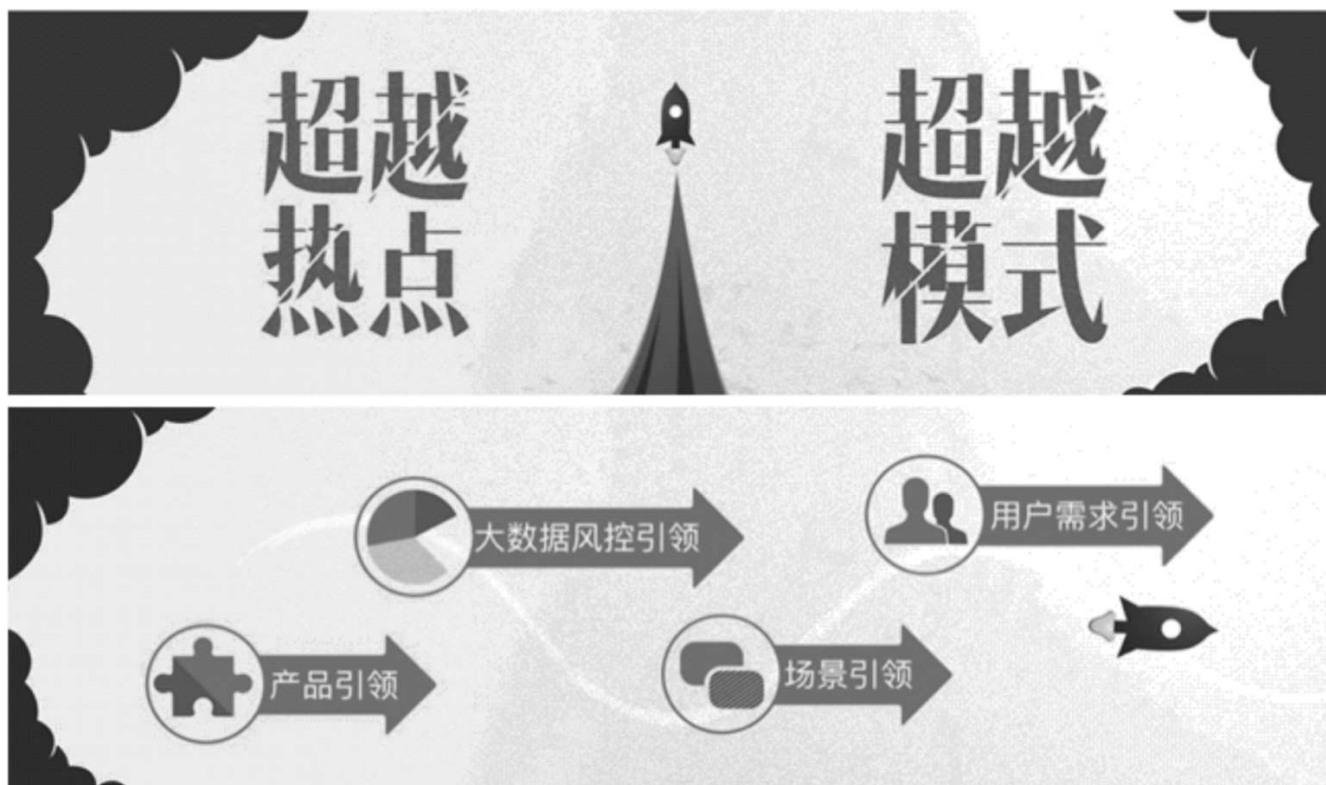 超越
热点
超越
模式
大数据风控引领
用户需求引领
产品引领
场景引领